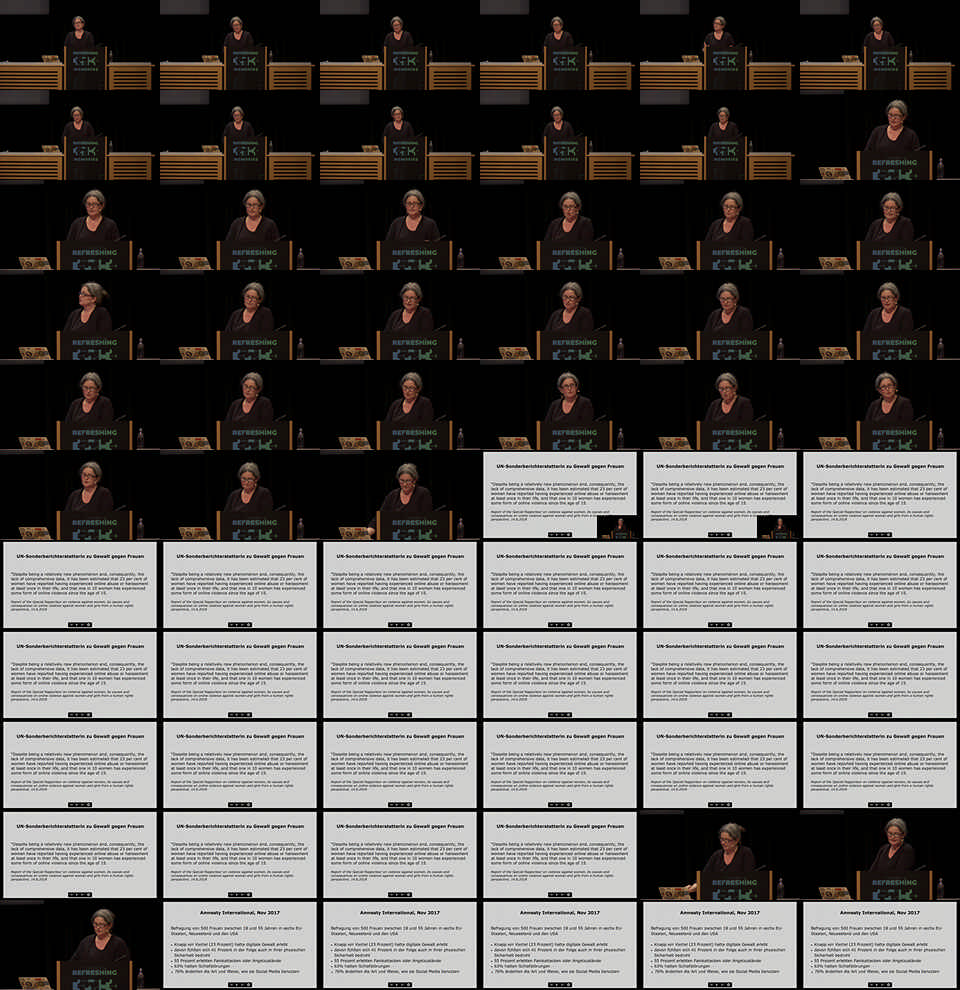 REFRESHING
MEMORIES
UN-Sonderberichterstatterin zu Gewalt gegen Frauen
"Despite being a relatively new phenomenon and, consequently, the
lack of comprehensive data, it has been estimated that 23 per cent of
women have reported having experienced online abuse or harassment
at least once in their life, and that one in 10 women has experienced
some form of online violence since the age of 15.
Report of the Special Rapporteur on violence against women, its causes and
consequences on online violence against women and girls from a human rights
perspective, 14.6.2018
Amnesty International, Nov 2017
Befragung von 500 Frauen zwischen 18 und 55 Jahren in sechs EU-
Staaten, Neuseeland und den USA
Knapp ein Viertel (23 Prozent) hatte digitale Gewalt erlebt
davon fühlten sich 41 Prozent in der Folge auch in ihrer physischen
Sicherheit bedroht
55 Prozent erlebten Panikattacken oder Angstzustände
63% hatten Schlafstörungen
änderten die Art und Weise, wie sie Social Media benutzen